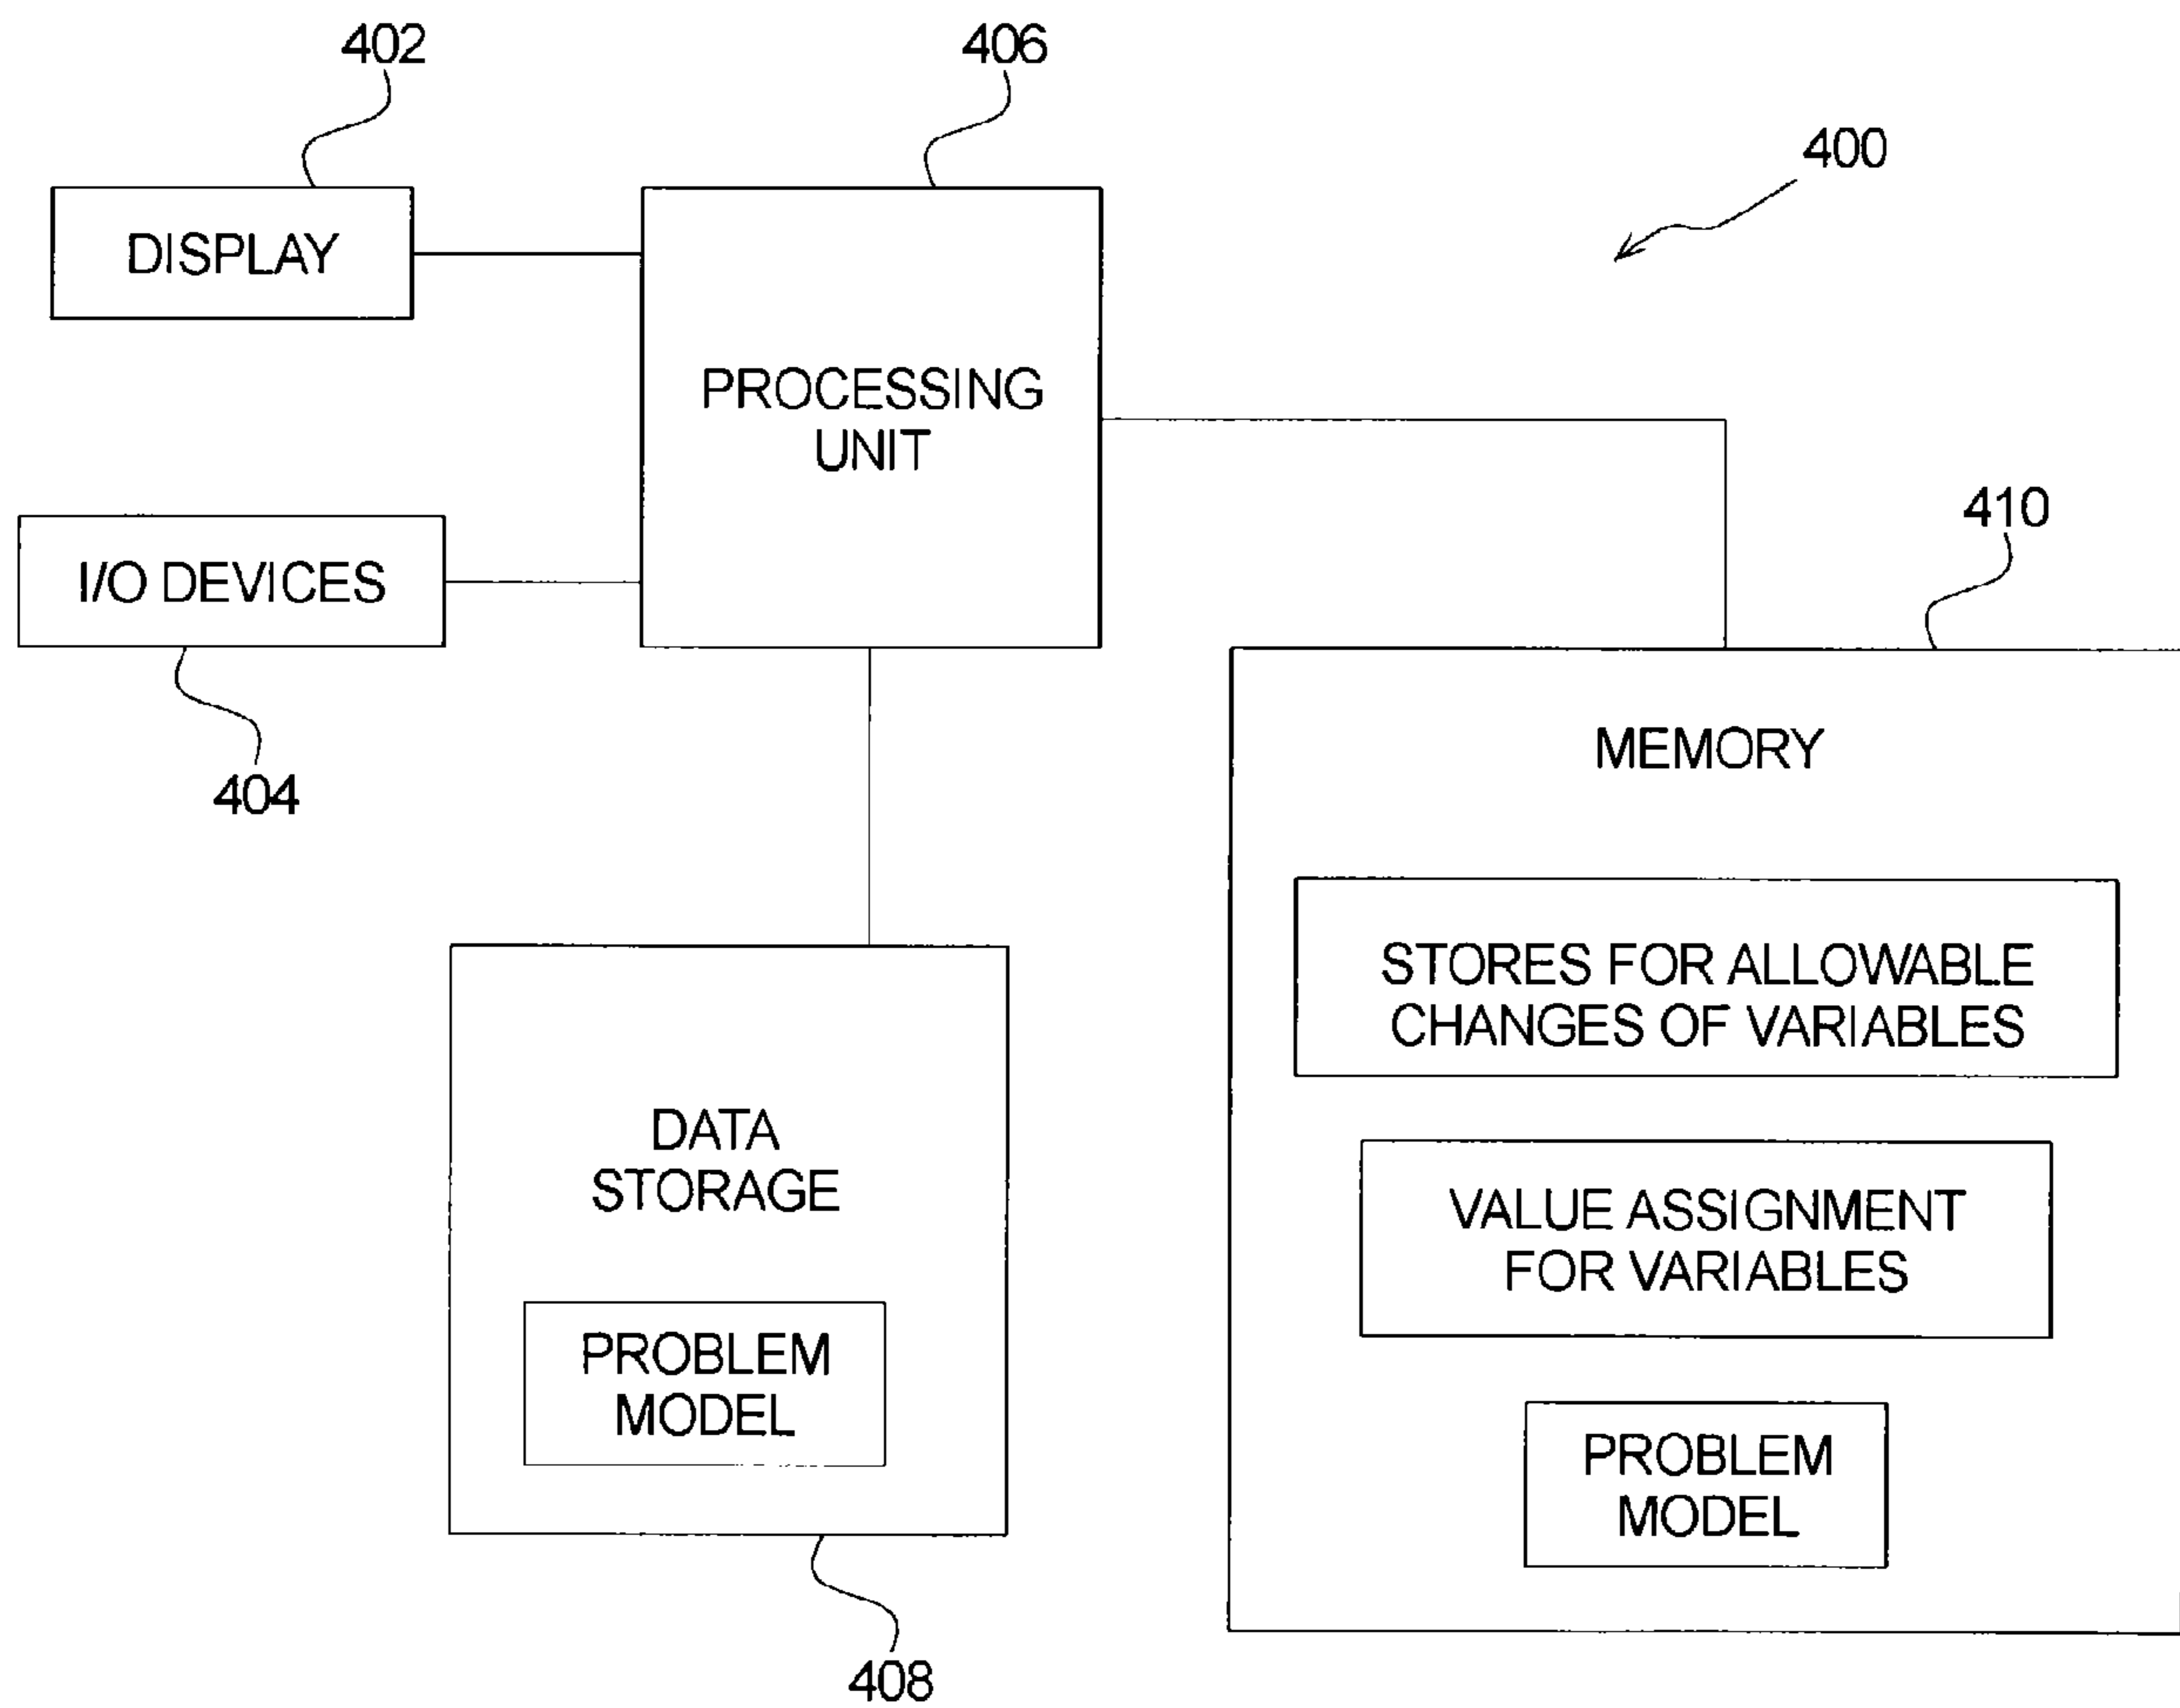 402
406
400
DISPLAY
PROCESSING
UNIT
I/O DEVICES
404
410
MEMORY
STORES FOR ALLOWABLE
CHANGES OF VARIABLES
VALUE ASSIGNMENT
FOR VARIABLES
PROBLEM
MODEL
DATA
STORAGE
PROBLEM
MODEL
408